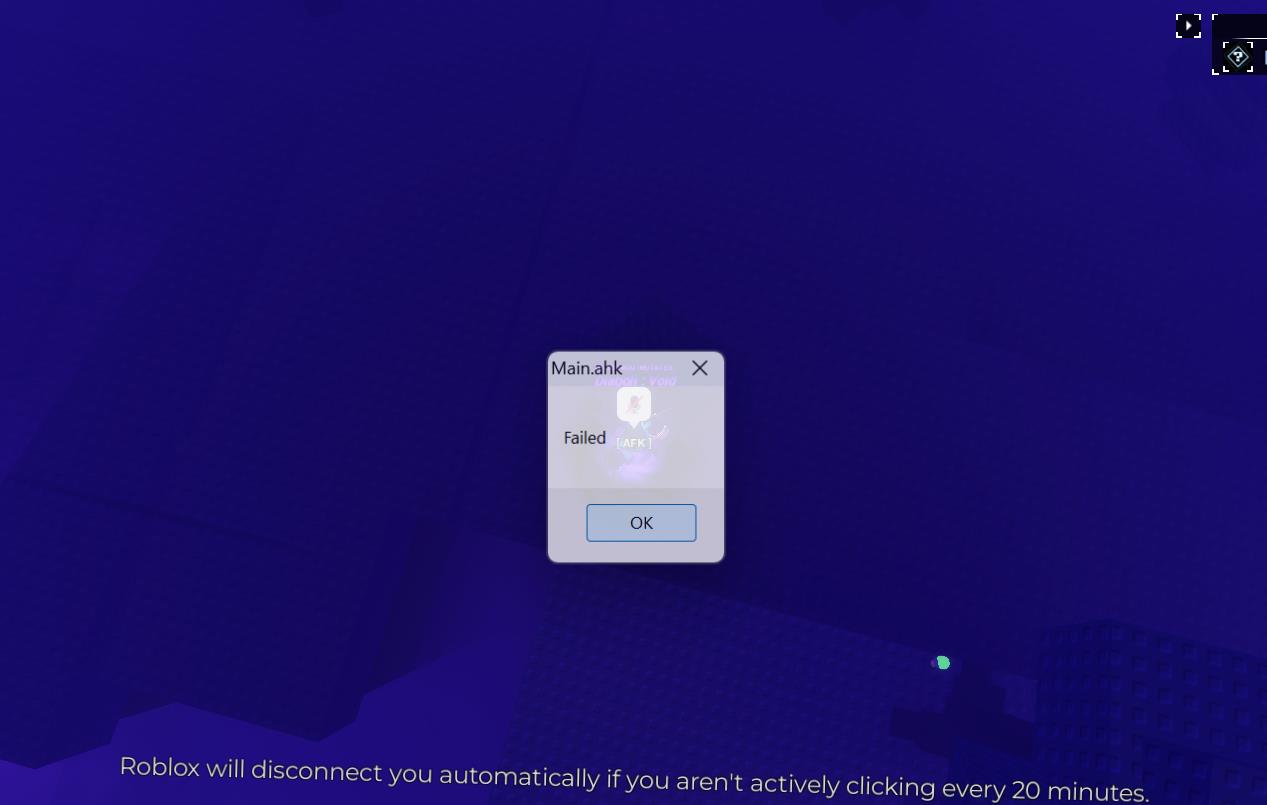 Main.ahk
Failed
[AFK]
OK
Roblox will disconnect you automatically if you aren't actively clicking every 20 minutes.